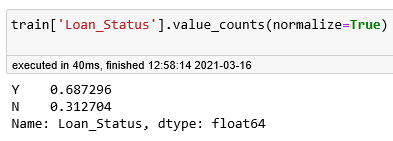 train['Loan_Status'].value_counts(normalize=True)
executed in 40ms, finished 12:58:14 2021-03-16
Y    0.687296
N    0.312704
Name: Loan_Status, dtype: float64